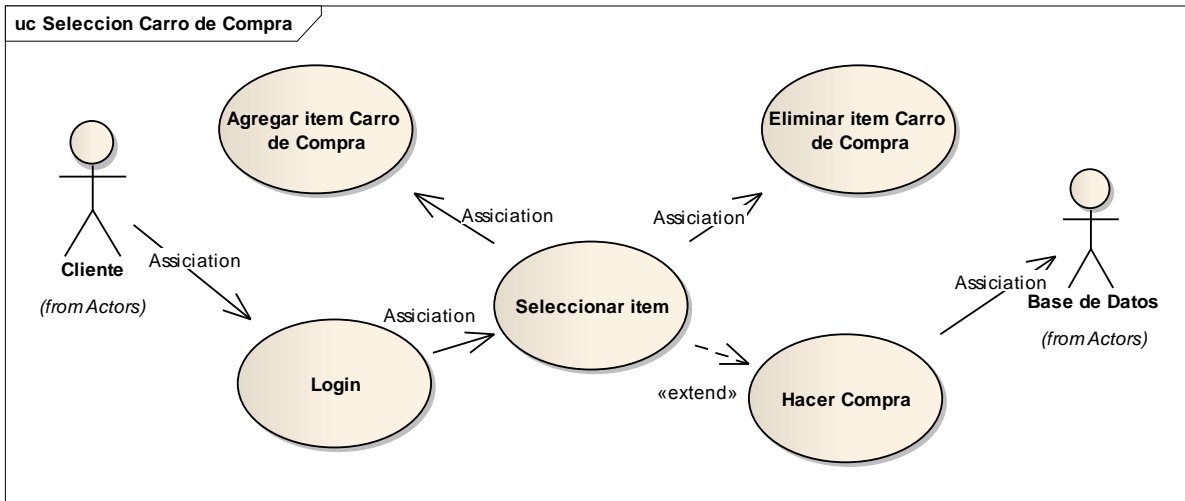 uc Seleccion Carro de Compra
Agregar item Carro
de Compra
Eliminar item Carro
de Compra
Assiciation
Assiciation
Cliente
(from Actors)
Assiciation
Seleccionar item
Assiciation
Base de Datos
(from Actors)
Assiciation
Login
«extend»
Hacer Compra